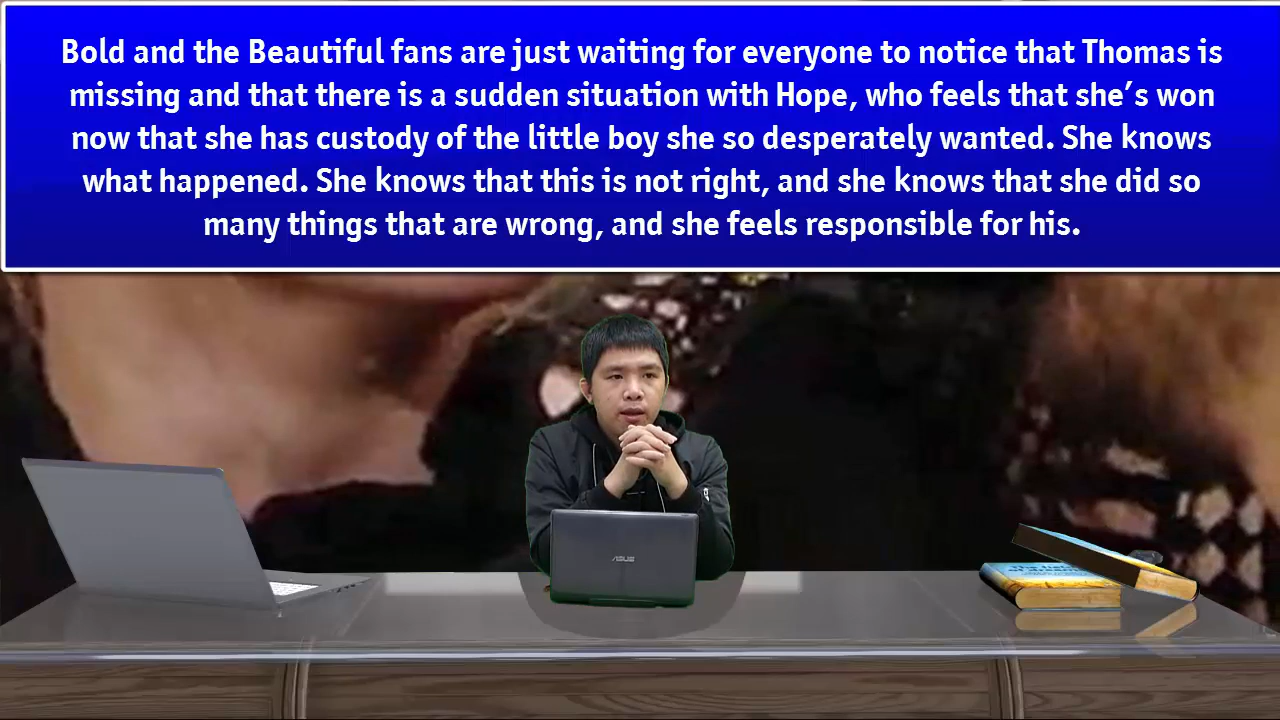 Bold and the Beautiful fans are just waiting for everyone to notice that Thomas is
missing and that there is a sudden situation with Hope, who feels that she’s won
now that she has custody of the little boy she so desperately wanted. She knows
what happened. She knows that this is not right, and she knows that she did so
many things that are wrong, and she feels responsible for his.
ASUS